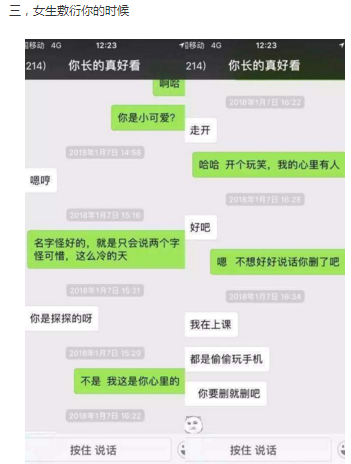 三，女生敷衍你的时候
中国移动 4G
12:23
中国移动 4G
12:23
214)
你长的真好看
214)
你长的真好看
啊哈
你是小可爱？
2018年1月7日 14:58
嗯哼
2018年1月7日 15:16
名字怪好的，就是只会说两个字
怪可惜，这么冷的天
2018年1月7日 15:21
你是探探的呀
2018年1月7日 15:29
不是 我这是你心里的
2018年1月7日 16:22
按住 说话
2018年1月7日 16:22
走开
哈哈 开个玩笑，我的心里有人
2018年1月7日 16:23
好吧
嗯 不想好好说话你删了吧
2018年1月7日 16:24
我在上课
都是偷偷玩手机
你要删就删吧
按住 说话